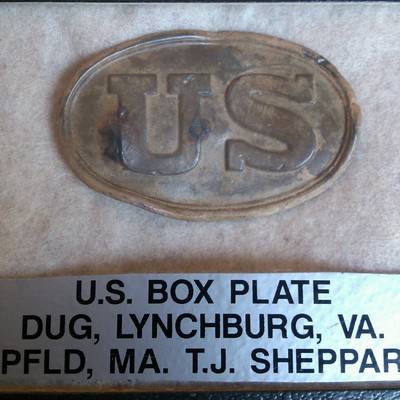 US
U.S. BOX PLATE
DUG, LYNCHBURG, VA.
PFLD, MA. T.J. SHEPPAR